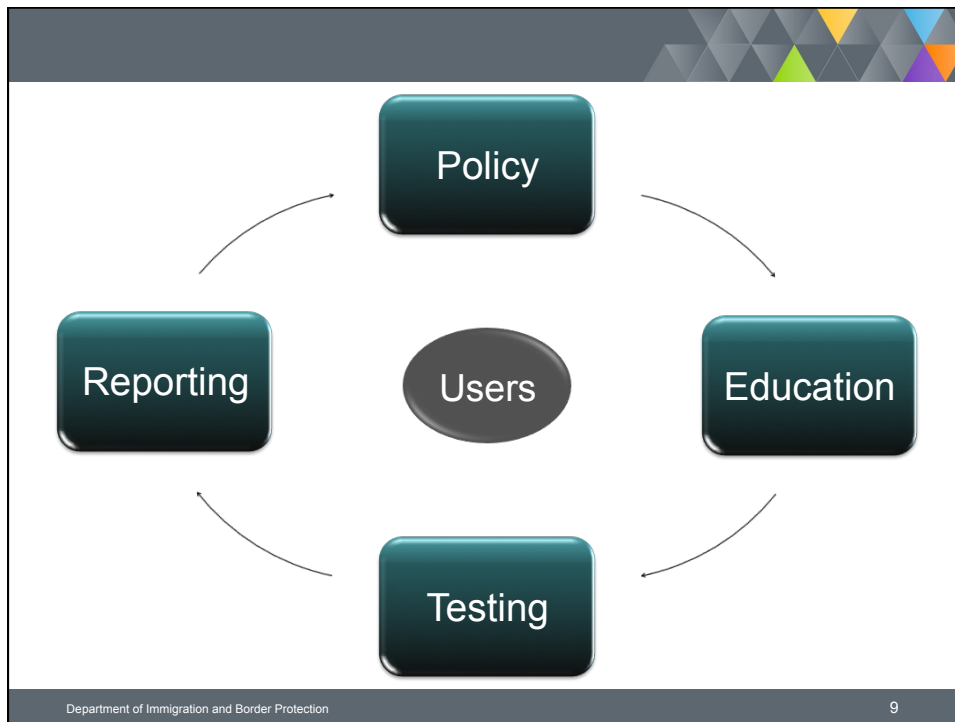 Policy
Reporting
Users
Education
Testing
Department of Immigration and Border Protection
9